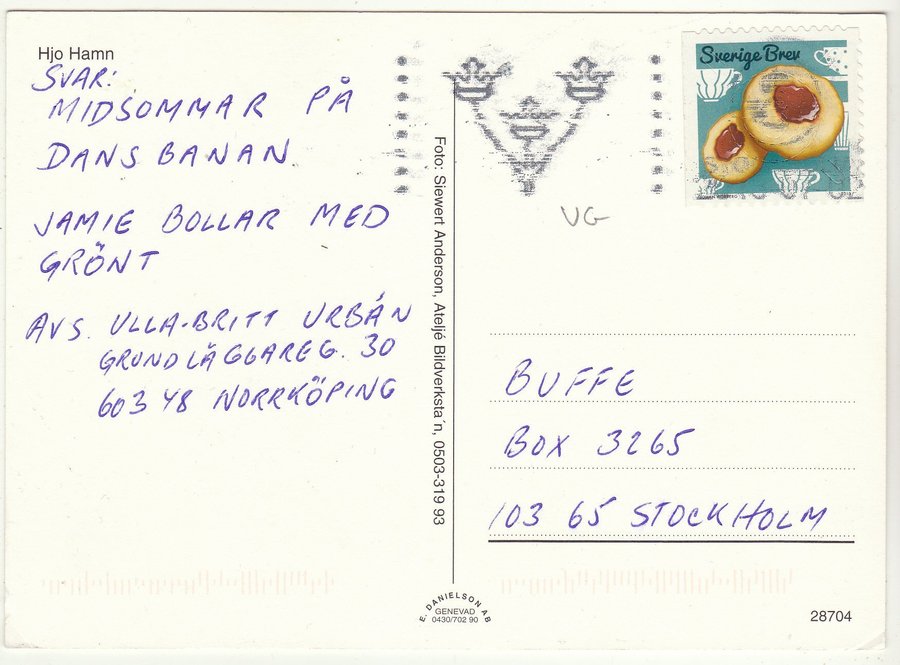 Hjo Hamn
SVAR:
MIDSOMMAR PÅ
DANSBANAN
JAMIE BOLLAR MED
GRÖNT
AVS. ULLA-BRITT URBÁN
GRUNDLÄGGAREG. 30
603 48 NORRKÖPING
Foto: Siewert Anderson, Ateljé Bildverksta´n, 0503-319 93
E. DANIELSON AB
GENEVAD
0430/702 90
Sverige Brev
VG
BUFFE
BOX 3265
103 65 STOCKHOLM
28704